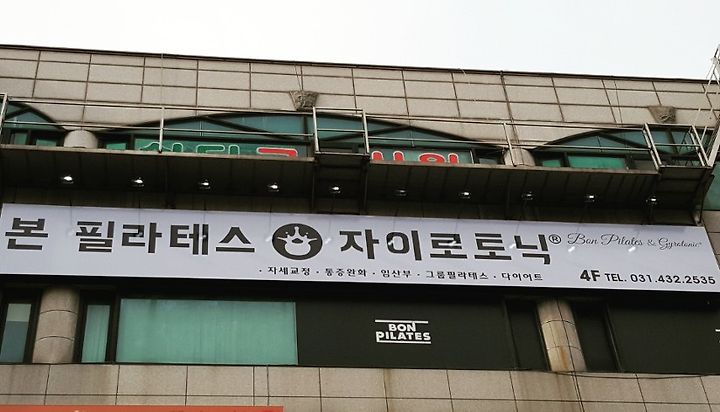 본 필라테스 자이로토닉® Bon Pilates & Gyrotonic®
· 자세교정 · 통증완화 · 임산부 · 그룹필라테스 · 다이어트
4F TEL. 031.432.2535
BON
PILATES